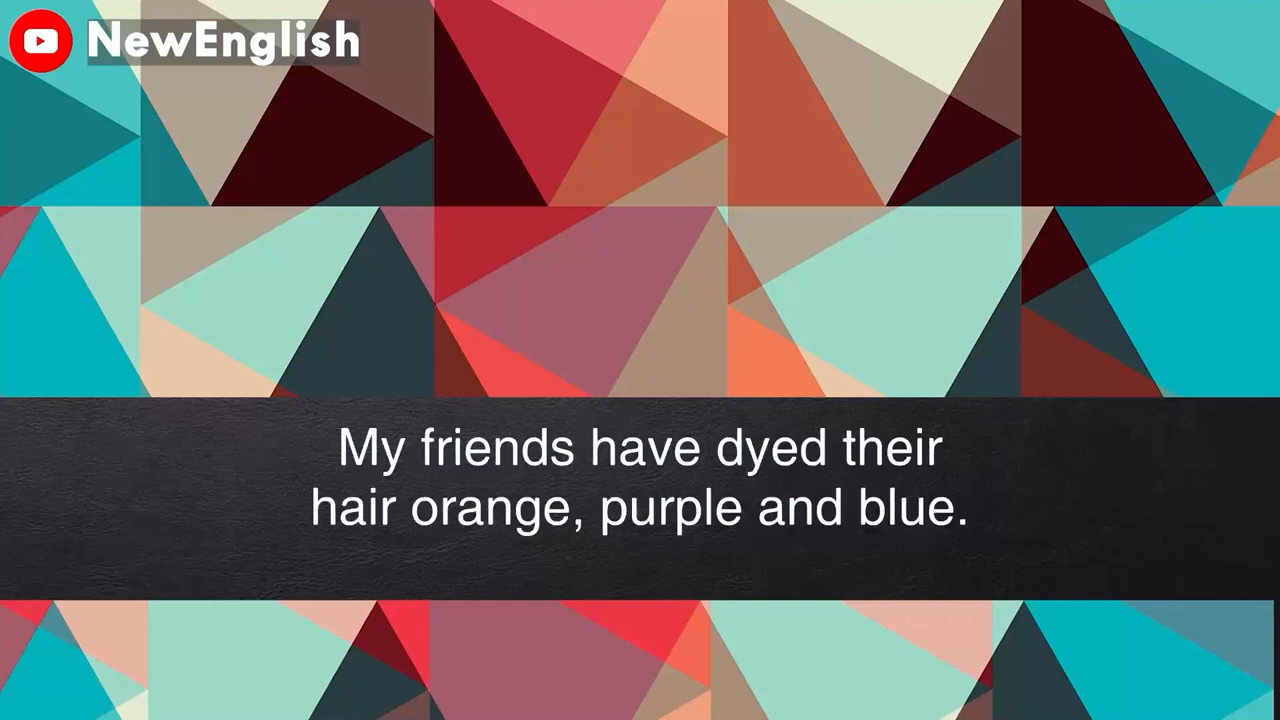 NewEnglish
My friends have dyed their
hair orange, purple and blue.